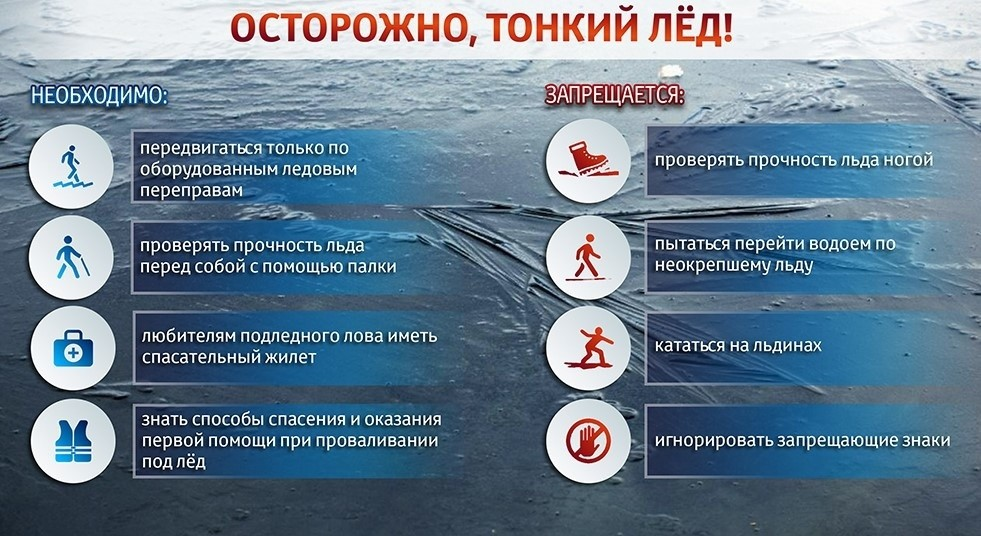 ОСТОРОЖНО, ТОНКИЙ ЛЁД!
НЕОБХОДИМО:
передвигаться только по
оборудованным ледовым
переправам
проверять прочность льда
перед собой с помощью палки
любителям подледного лова иметь
спасательный жилет
знать способы спасения и оказания
первой помощи при проваливании
под лёд
ЗАПРЕЩАЕТСЯ:
проверять прочность льда ногой
пытаться перейти водоем по
неокрепшему льду
кататься на льдинах
игнорировать запрещающие знаки